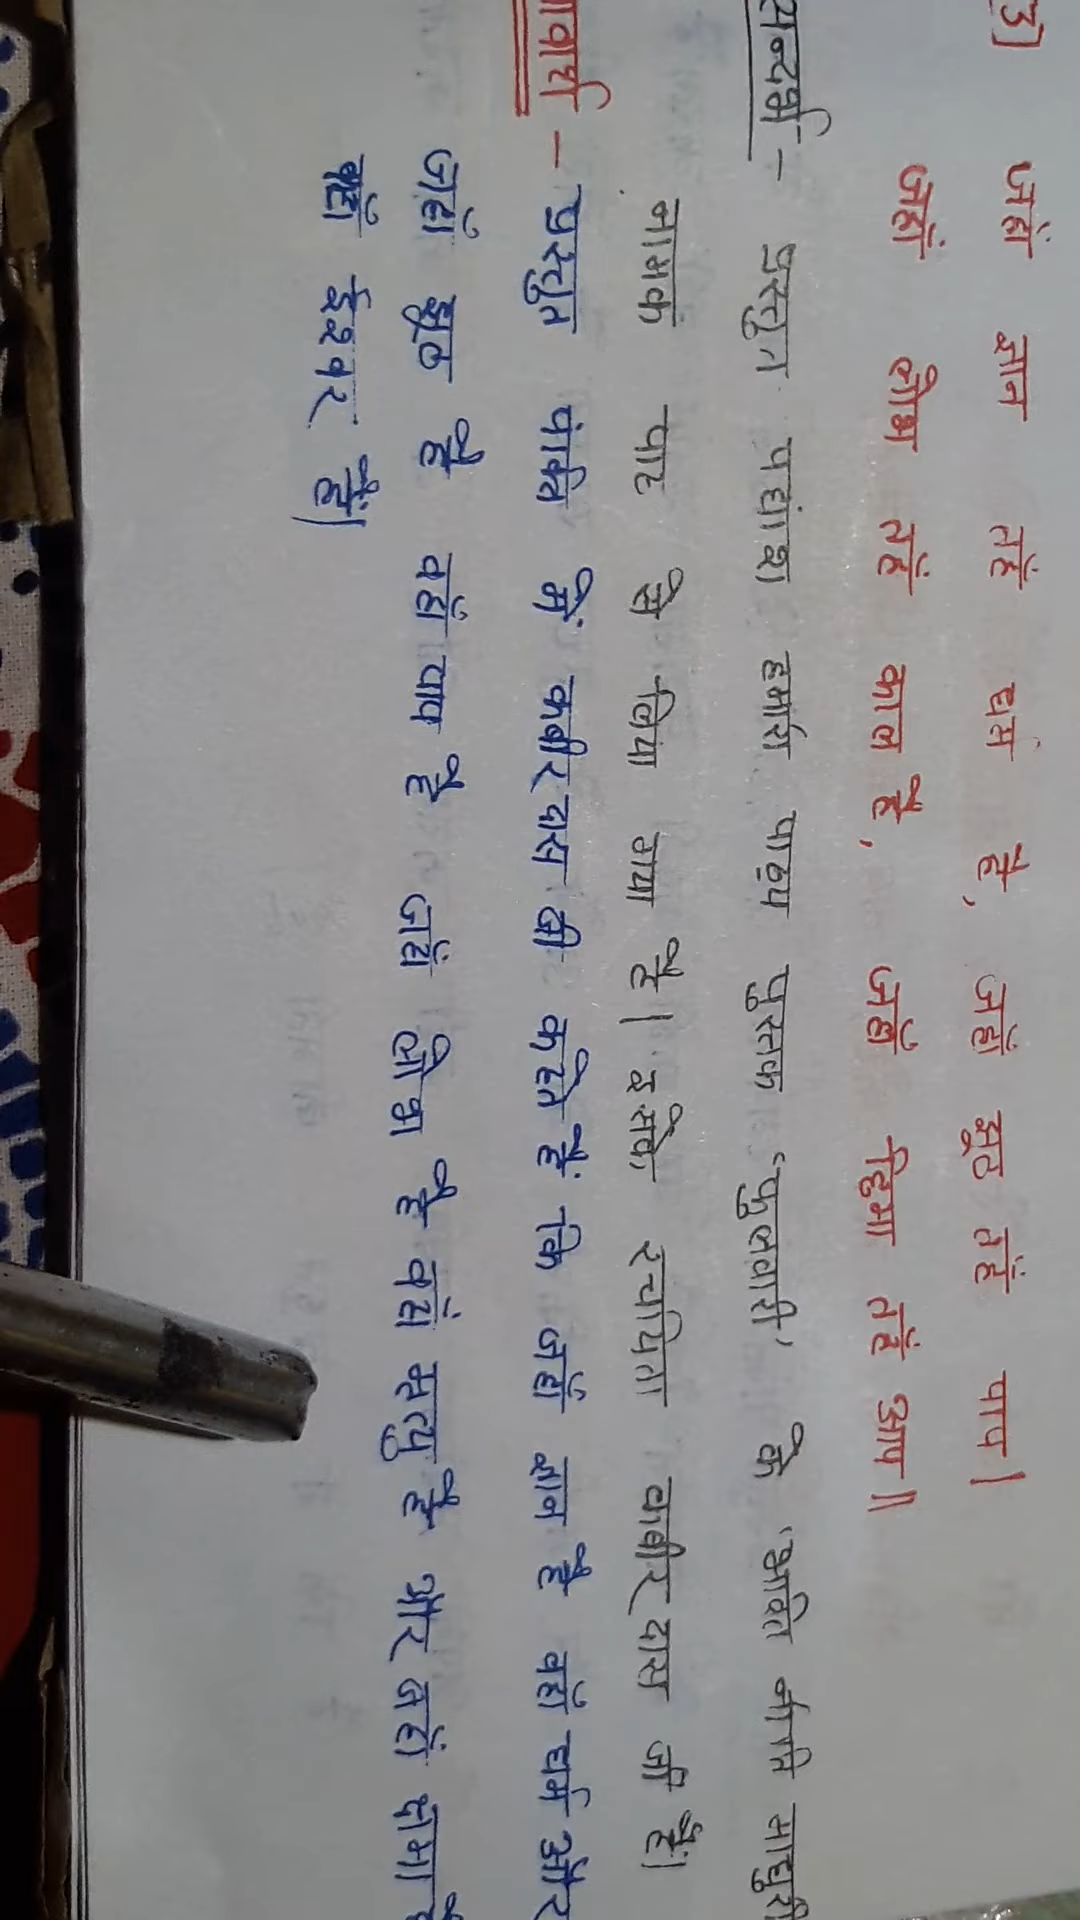 3]
जहां ज्ञान तहं धर्म है, जहां झूठ तहं पाप |
जहां लोभ तहं काल है, जहां क्षिमा तहं आप ||
सन्दर्भ - प्रस्तुत पद्यांश हमारी पाठ्य पुस्तक "फुलवारी" के 'भक्ति नीति माधुरी
नामक पाठ से लिया गया है | इसके रचयिता कबीर दास जी हैं|
भावार्थ - प्रस्तुत पंक्ति में कबीर दास जी कहते हैं कि जहाँ ज्ञान है वहाँ धर्म और
जहाँ झूठ है वहाँ पाप है जहाँ लोभ है वहाँ मृत्यु है और जहाँ क्षमा है
वहाँ ईश्वर हैं|